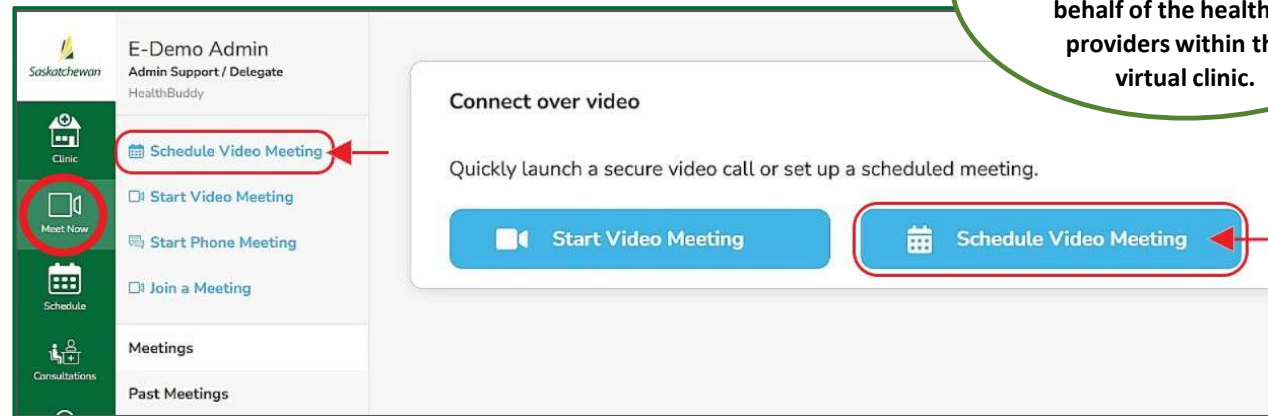 behalf of the health
providers within th
virtual clinic.
Saskatchewan
E-Demo Admin
Admin Support / Delegate
HealthBuddy
Clinic
Schedule Video Meeting
Meet Now
Start Video Meeting
Start Phone Meeting
Schedule
Join a Meeting
Consultations
Meetings
Past Meetings
Connect over video
Quickly launch a secure video call or set up a scheduled meeting.
Start Video Meeting
Schedule Video Meeting